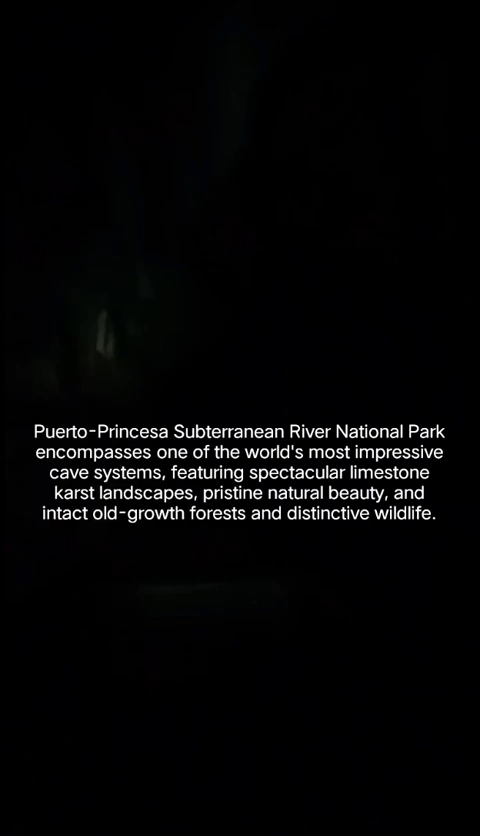 Puerto-Princesa Subterranean River National Park
encompasses one of the world's most impressive
cave systems, featuring spectacular limestone
karst landscapes, pristine natural beauty, and
intact old-growth forests and distinctive wildlife.